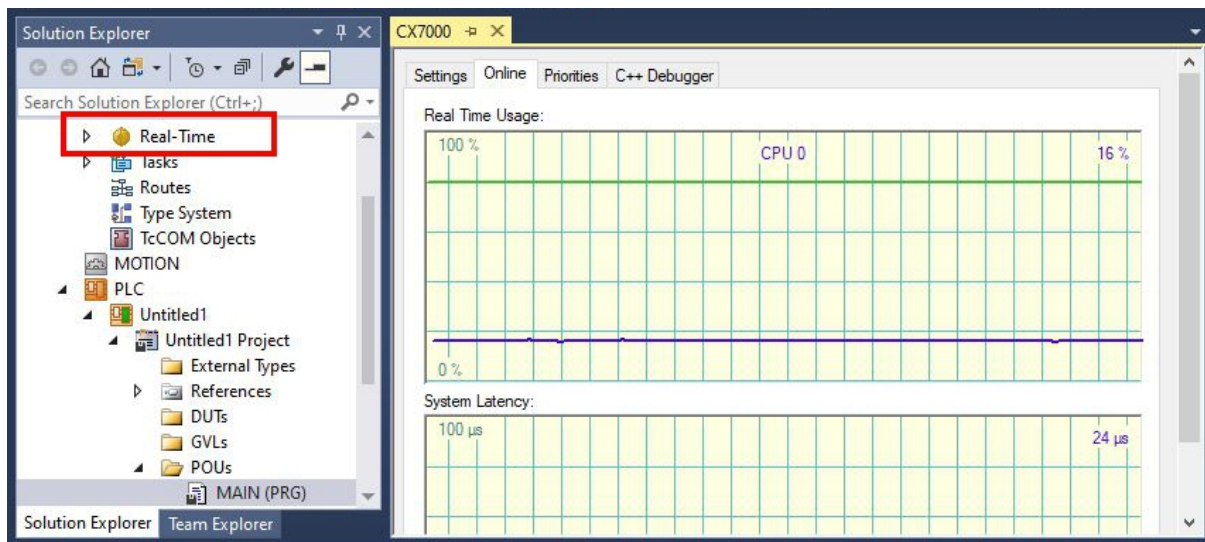 Solution Explorer
Search Solution Explorer (Ctrl+;)
Real-Time
Tasks
Routes
Type System
TcCOM Objects
MOTION
PLC
Untitled1
Untitled1 Project
External Types
References
DUTs
GVLs
POUs
MAIN (PRG)
Solution Explorer Team Explorer
CX7000
Settings Online Priorities C++ Debugger
Real Time Usage:
100 % CPU 0 16 %
0 %
System Latency:
100 µs 24 µs